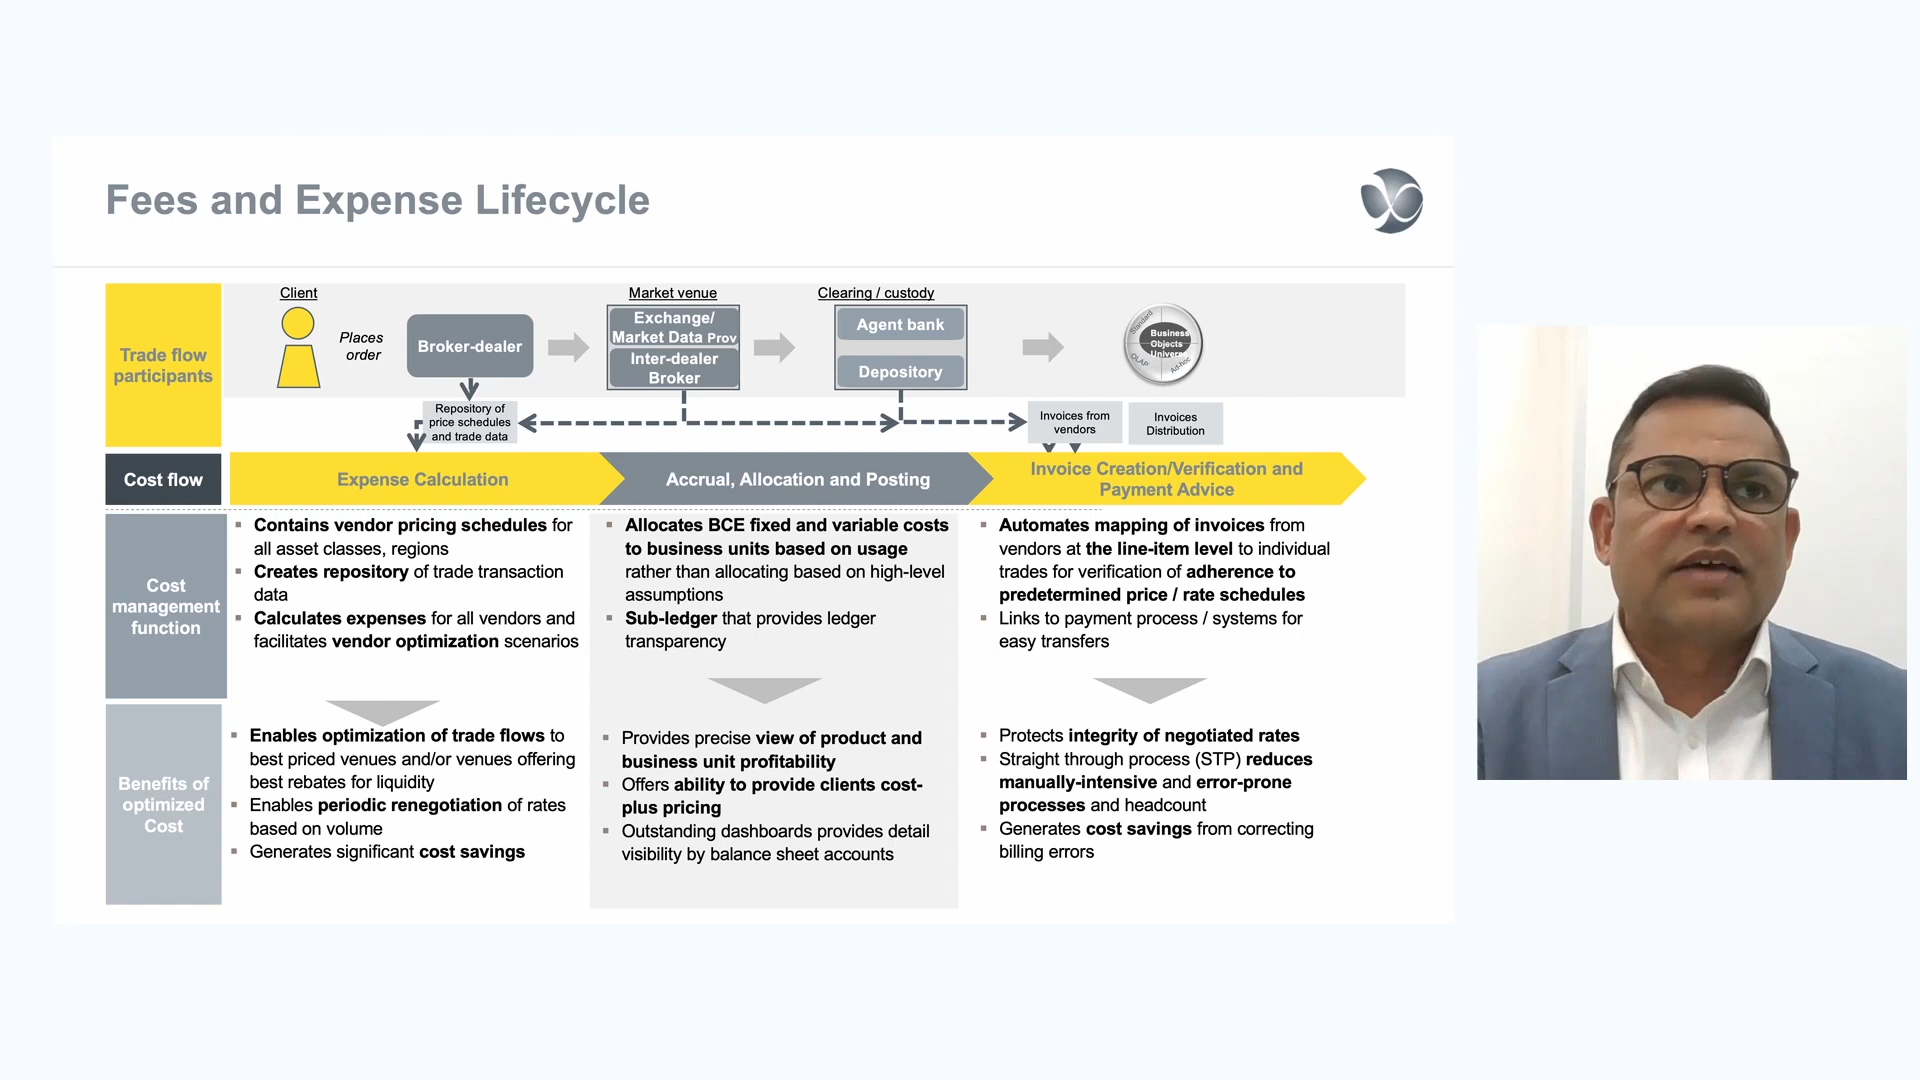 Fees and Expense Lifecycle
Trade flow
participants
Client
Places
order
Broker-dealer
Market venue
Exchange/
Market Data Prov
Inter-dealer
Broker
Clearing / custody
Agent bank
Depository
Standard
Business
Objects
Univers
OLAP
Ad-hoc
Repository of
price schedules
and trade data
Invoices from
vendors
Invoices
Distribution
Cost flow
Expense Calculation
Accrual, Allocation and Posting
Invoice Creation/Verification and
Payment Advice
Cost
management
function
▪ Contains vendor pricing schedules for
all asset classes, regions
▪ Creates repository of trade transaction
data
▪ Calculates expenses for all vendors and
facilitates vendor optimization scenarios
▪ Allocates BCE fixed and variable costs
to business units based on usage
rather than allocating based on high-level
assumptions
▪ Sub-ledger that provides ledger
transparency
▪ Automates mapping of invoices from
vendors at the line-item level to individual
trades for verification of adherence to
predetermined price / rate schedules
▪ Links to payment process / systems for
easy transfers
Benefits of
optimized
Cost
▪ Enables optimization of trade flows to
best priced venues and/or venues offering
best rebates for liquidity
▪ Enables periodic renegotiation of rates
based on volume
▪ Generates significant cost savings
▪ Provides precise view of product and
business unit profitability
▪ Offers ability to provide clients cost-
plus pricing
▪ Outstanding dashboards provides detail
visibility by balance sheet accounts
▪ Protects integrity of negotiated rates
▪ Straight through process (STP) reduces
manually-intensive and error-prone
processes and headcount
▪ Generates cost savings from correcting
billing errors